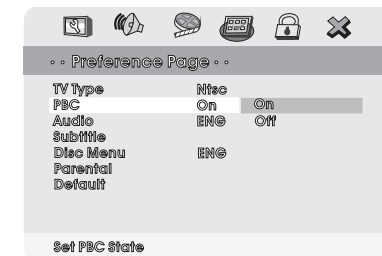 ·· Preference Page ··
TV Type Ntsc
PBC On On
Audio ENG Off
Subtitle
Disc Menu ENG
Parental
Default
Set PBC State